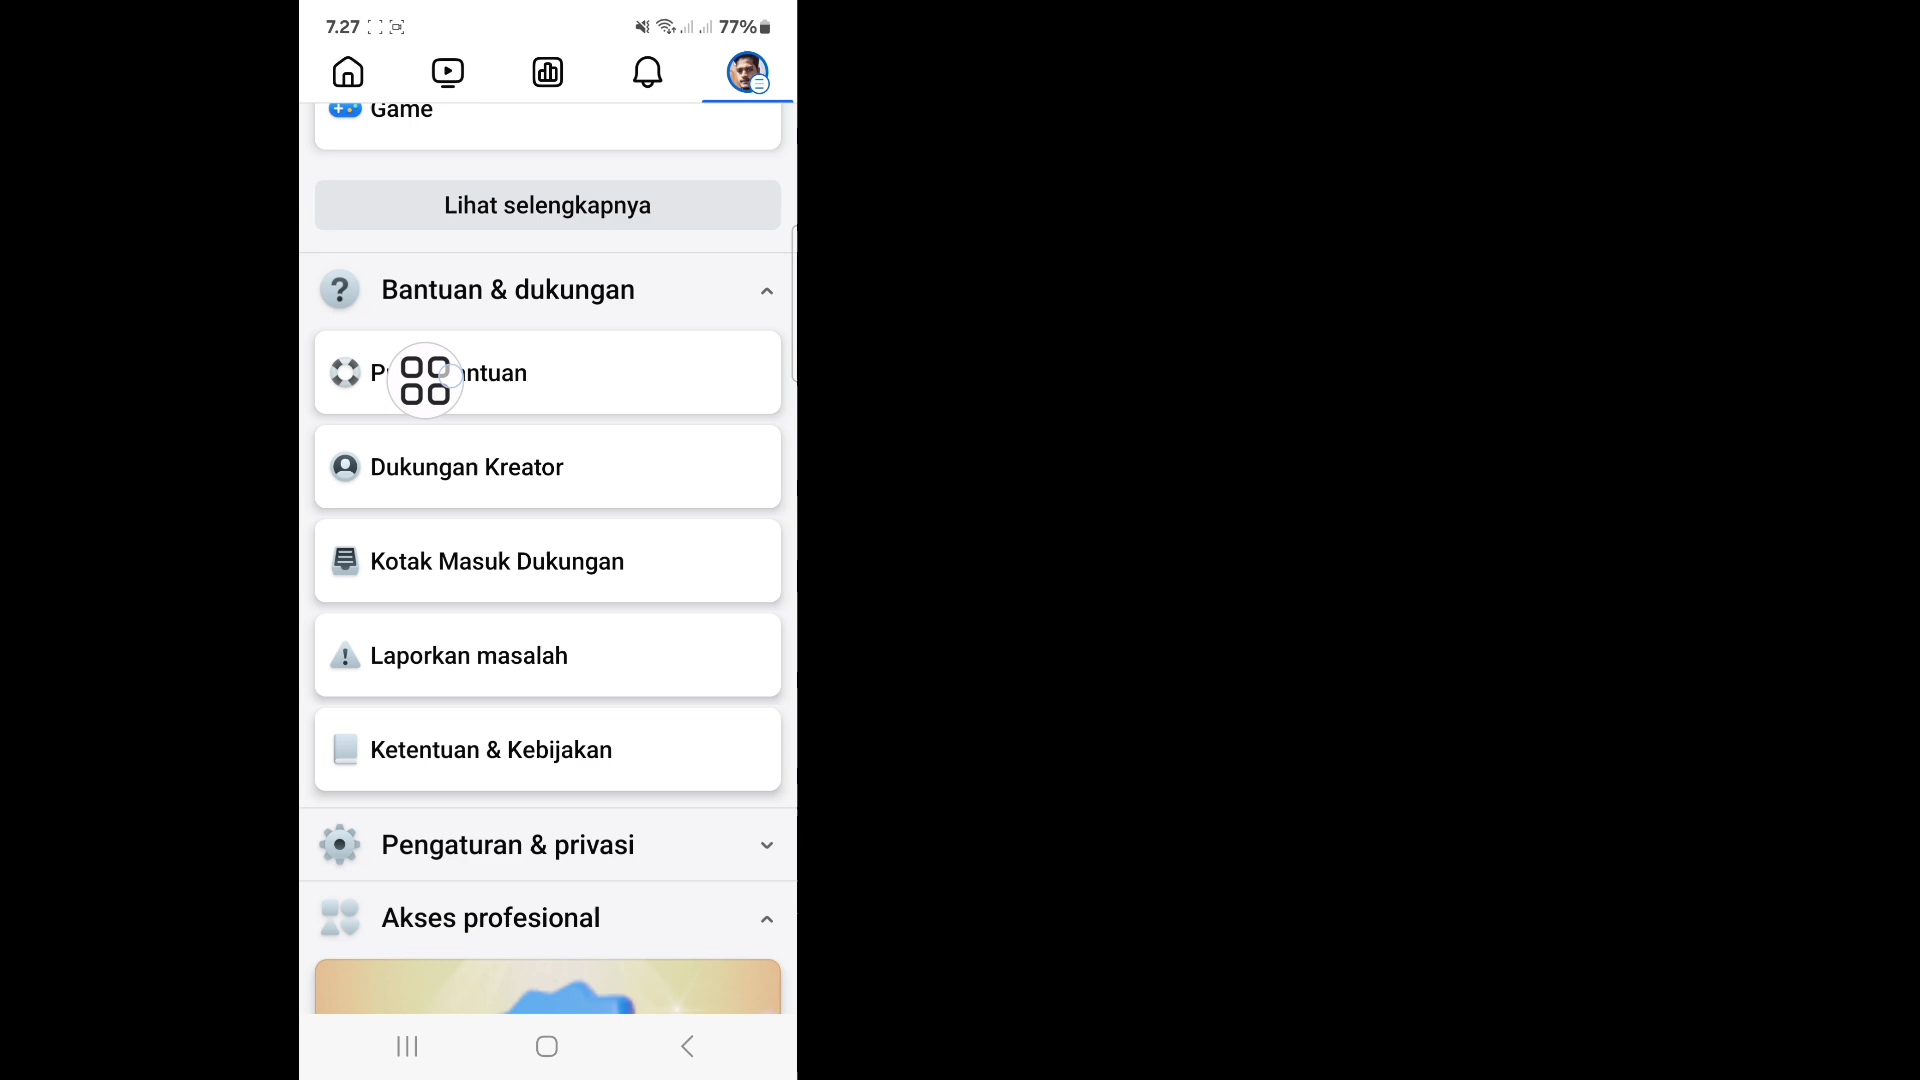 7.27
77%
Game
Lihat selengkapnya
Bantuan & dukungan
ntuan
Dukungan Kreator
Kotak Masuk Dukungan
Laporkan masalah
Ketentuan & Kebijakan
Pengaturan & privasi
Akses profesional